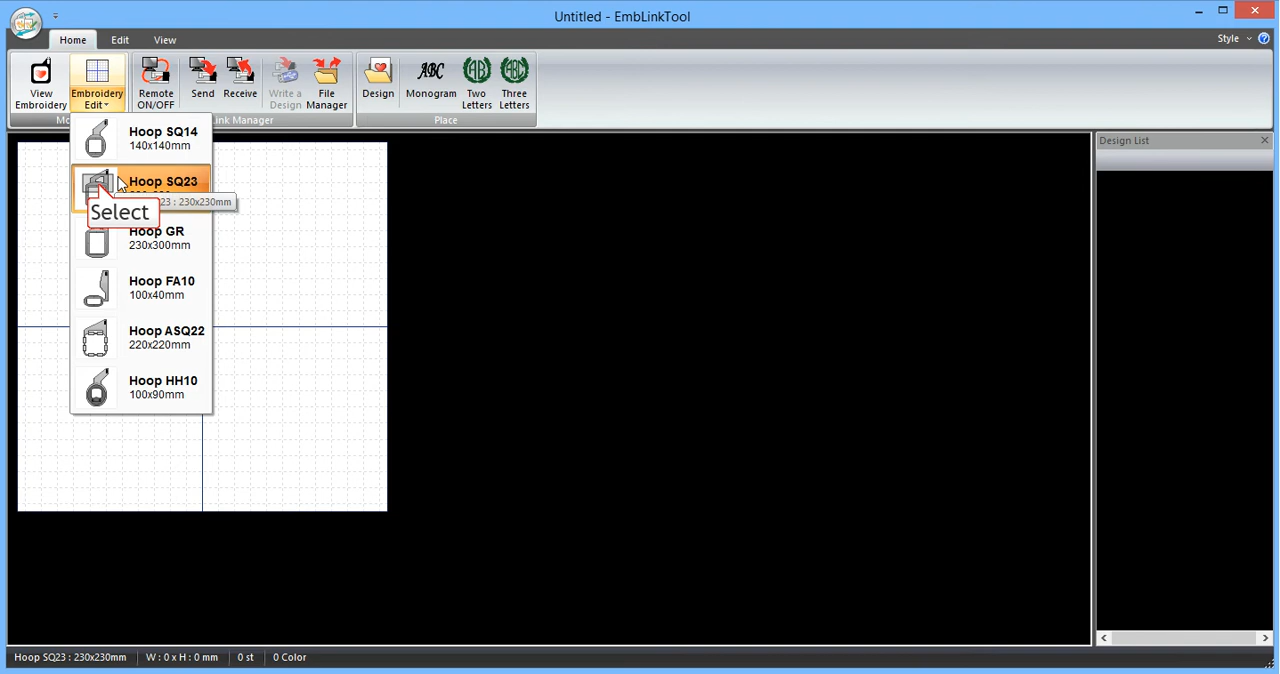 Untitled - EmbLinkTool
Home
Edit
View
Style
View
Embroidery
Embroidery
Edit
Remote
ON/OFF
Send
Receive
Write a
Design
File
Manager
Design
Monogram
Two
Letters
Three
Letters
Mo
Link Manager
Place
Hoop SQ14
140x140mm
Hoop SQ23
23 : 230x230mm
Select
Hoop GR
230x300mm
Hoop FA10
100x40mm
Hoop ASQ22
220x220mm
Hoop HH10
100x90mm
Design List
Hoop SQ23 : 230x230mm
W : 0 x H : 0 mm
0 st
0 Color